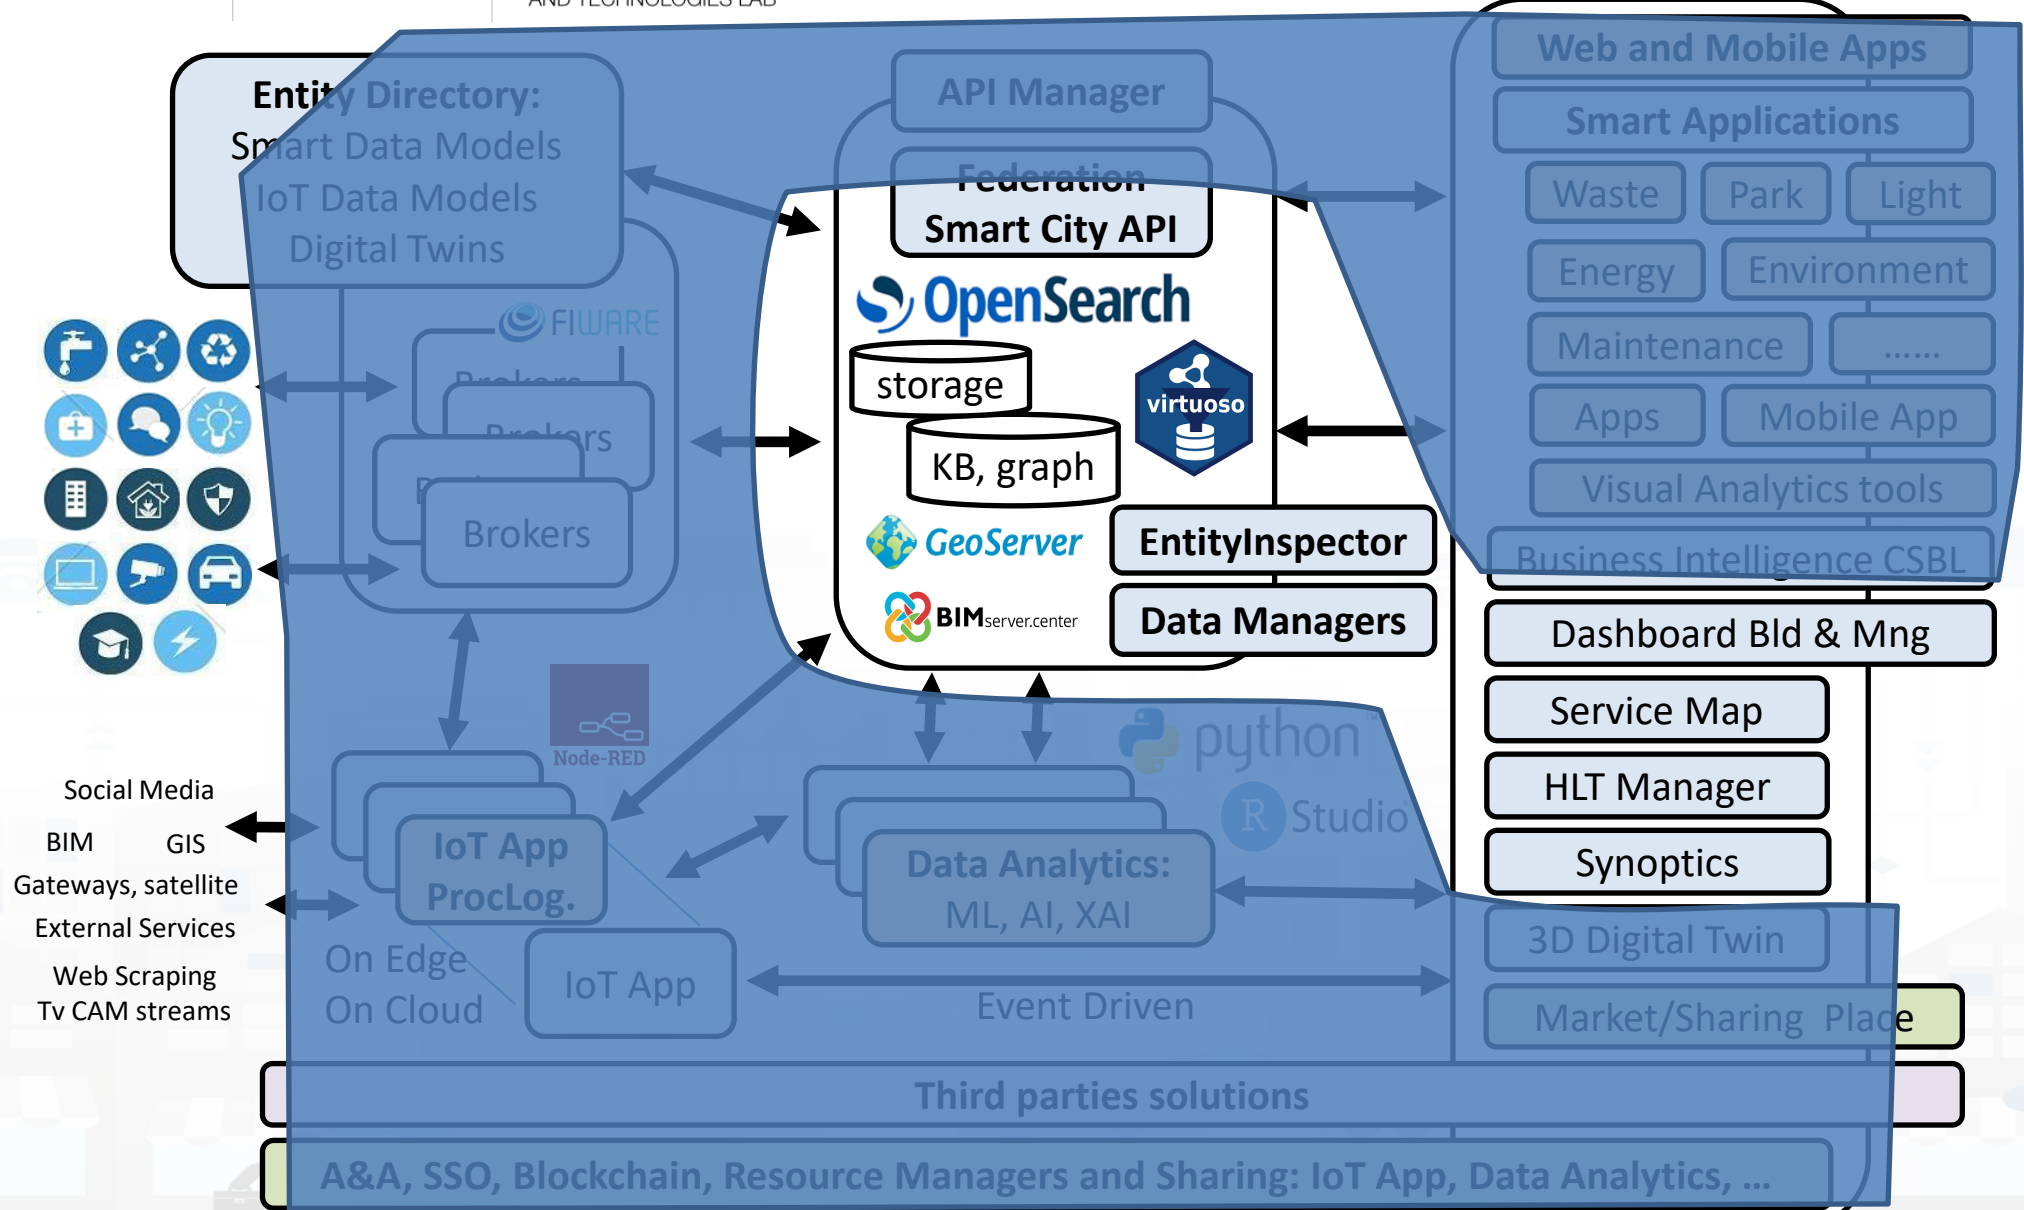 AND TECHNOLOGIES LAB
Entity Directory:
Smart Data Models
IoT Data Models
Digital Twins
API Manager
Federation
Smart City API
OpenSearch
storage
KB, graph
virtuoso
GeoServer
BIMserver.center
EntityInspector
Data Managers
Web and Mobile Apps
Smart Applications
Waste
Park
Light
Energy
Environment
Maintenance
......
Apps
Mobile App
Visual Analytics tools
Business Intelligence CSBL
Dashboard Bld & Mng
Service Map
HLT Manager
Synoptics
3D Digital Twin
Market/Sharing Place
FIWARE
Brokers
Brokers
Brokers
Node-RED
python
R Studio
Social Media
BIM GIS
Gateways, satellite
External Services
Web Scraping
Tv CAM streams
IoT App
ProcLog.
On Edge
On Cloud
IoT App
Data Analytics:
ML, AI, XAI
Event Driven
Third parties solutions
A&A, SSO, Blockchain, Resource Managers and Sharing: IoT App, Data Analytics, ...